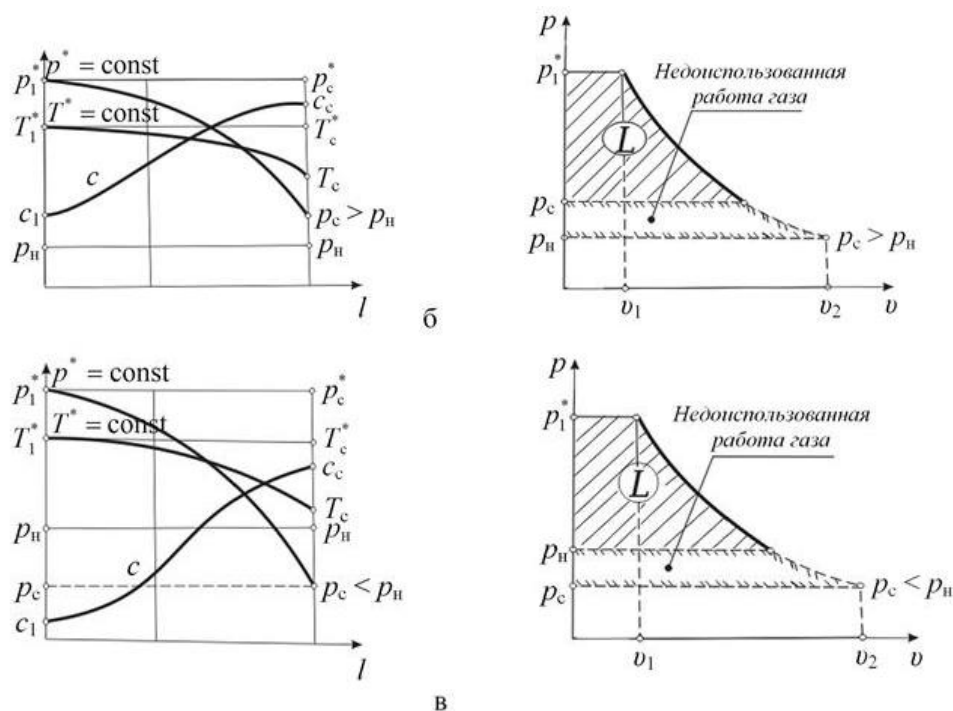 p₁* p* = const p_c*
c_c
T₁* T* = const T_c*
c T_c
c₁ p_c > p_н
p_н p_н
l
p
p₁*
Недоиспользованная
работа газа
L
p_c
p_н p_c > p_н
υ₁ υ₂ υ
б
p₁* p* = const p_c*
T₁* T* = const T_c*
c_c
T_c
p_н p_н
p_c c p_c < p_н
c₁
l
p
p₁*
Недоиспользованная
работа газа
L
p_н
p_c p_c < p_н
υ₁ υ₂ υ
в